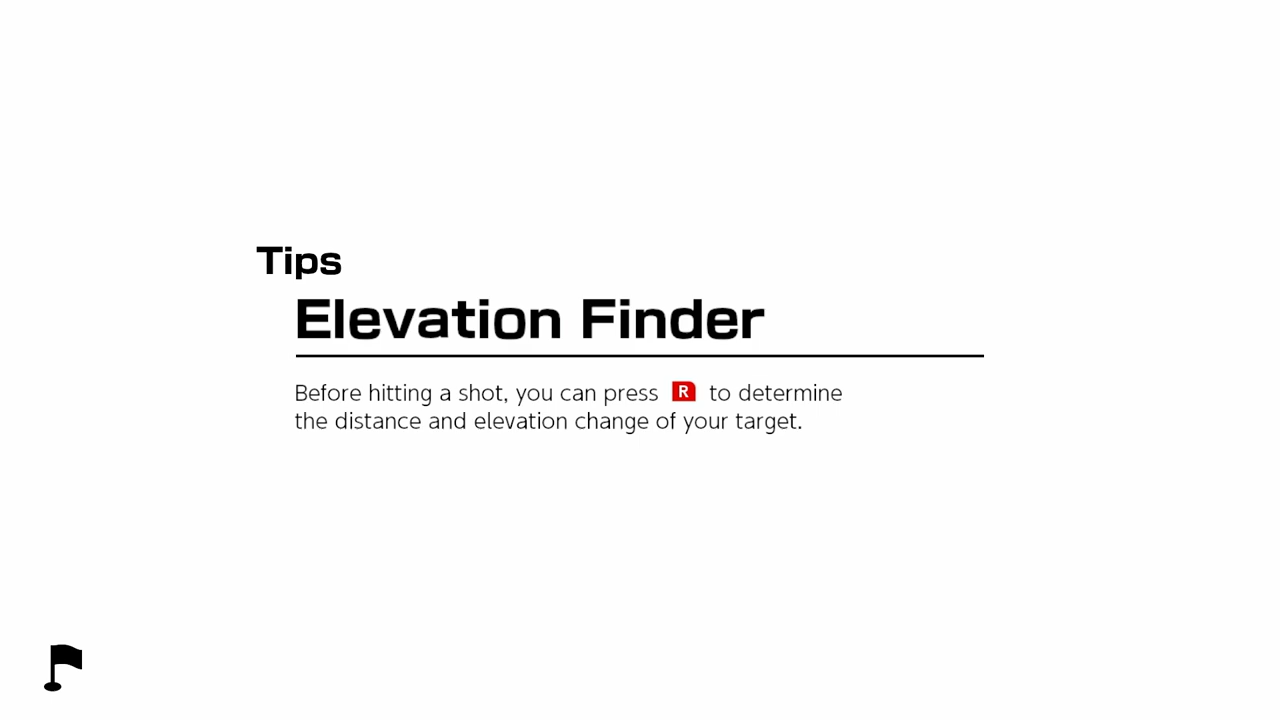 Tips
Elevation Finder
Before hitting a shot, you can press R to determine
the distance and elevation change of your target.